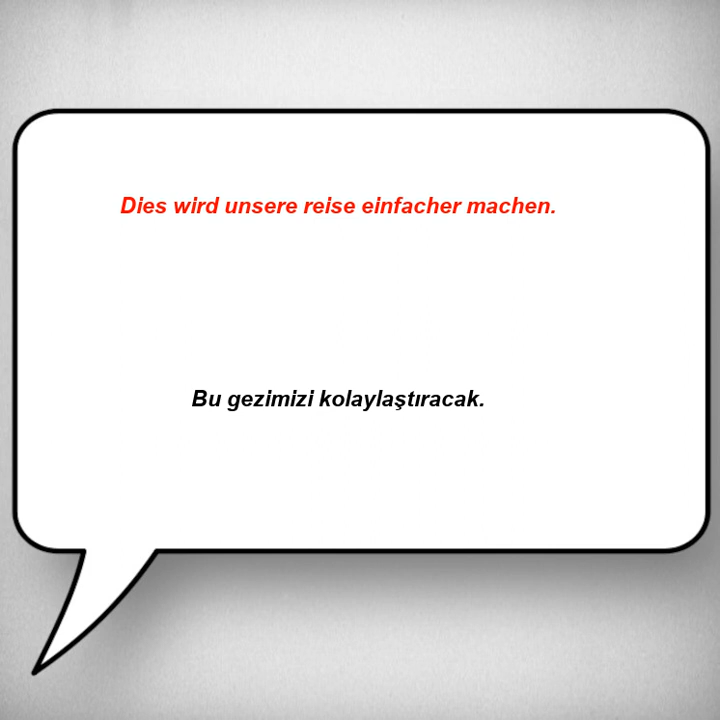 Dies wird unsere reise einfacher machen.
Bu gezimizi kolaylaştıracak.